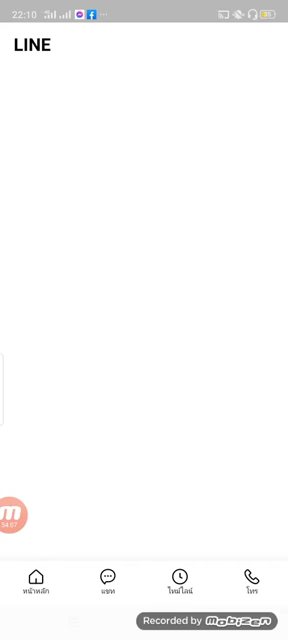 22:10
LINE
54:07
หน้าหลัก
แชท
ไทม์ไลน์
โทร
Recorded by mobizen